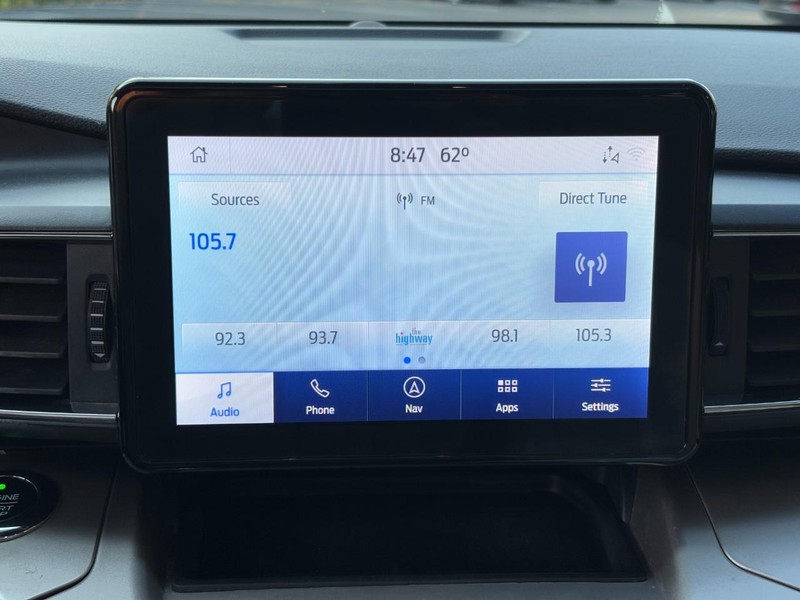 8:47 62º
Sources FM Direct Tune
105.7
92.3 93.7 the highway 98.1 105.3
Audio Phone Nav Apps Settings